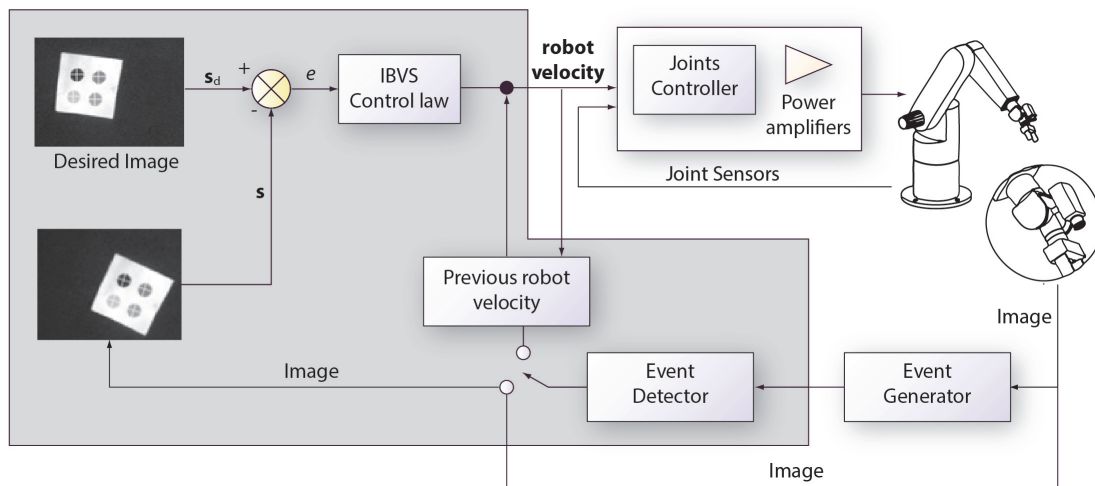 robot
velocity
s_d
+
e
-
IBVS
Control law
Joints
Controller
Power
amplifiers
Desired Image
s
Joint Sensors
Previous robot
velocity
Image
Image
Event
Detector
Event
Generator
Image